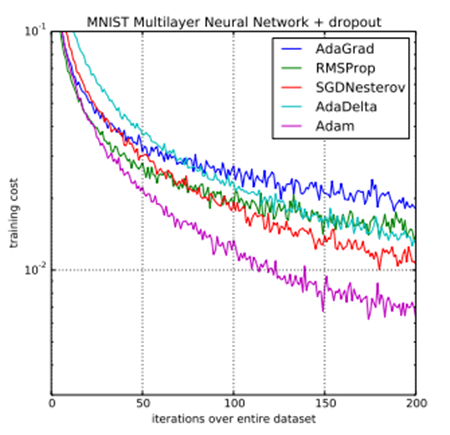 MNIST Multilayer Neural Network + dropout
10⁻¹
AdaGrad
RMSProp
SGDNesterov
AdaDelta
Adam
training cost
10⁻²
0 50 100 150 200
iterations over entire dataset